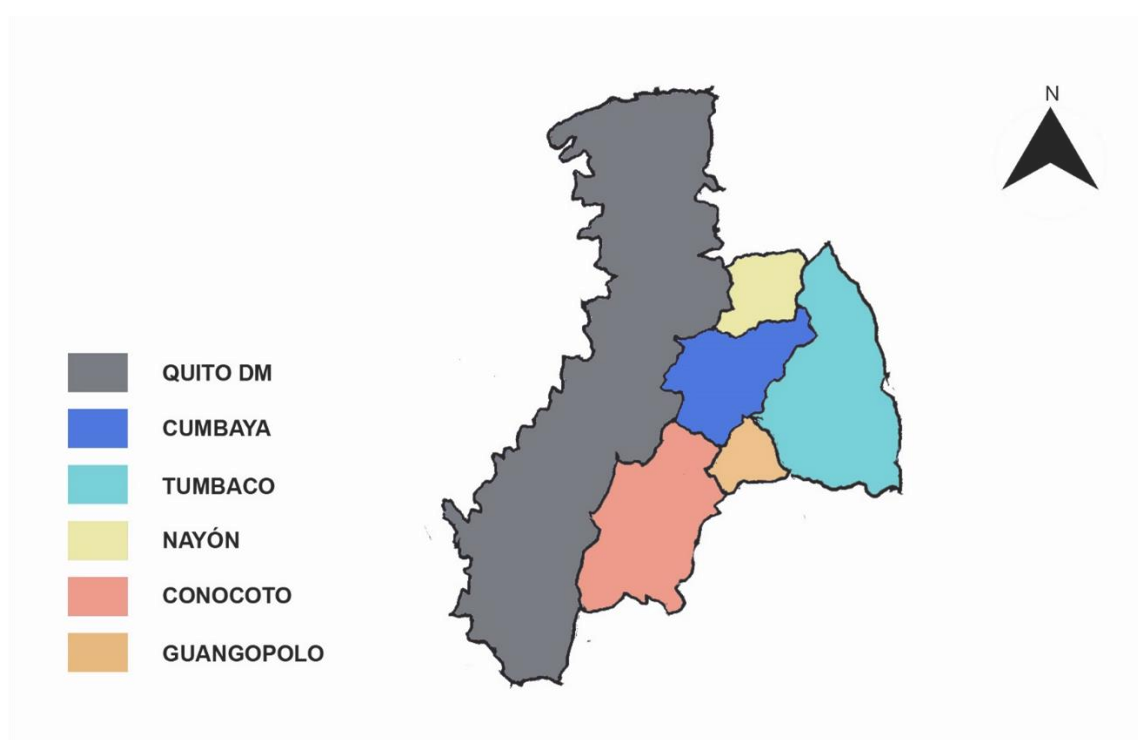 N
QUITO DM
CUMBAYA
TUMBACO
NAYÓN
CONOCOTO
GUANGOPOLO